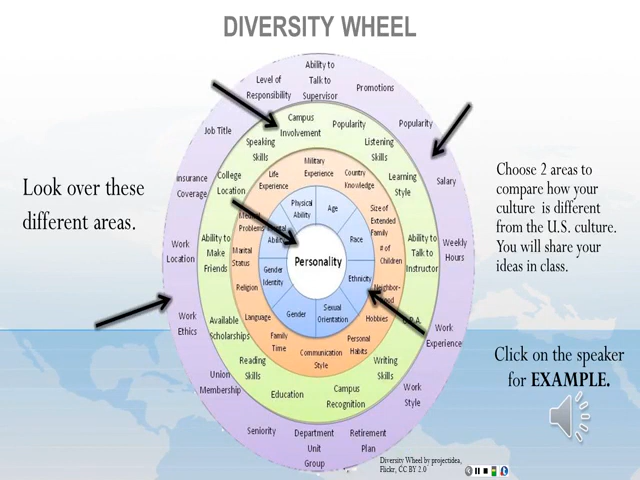 DIVERSITY WHEEL
Ability to
Talk to
Supervisor
Level of
Responsibility
Promotions
Job Title
Popularity
Insurance
Coverage
Salary
Work
Location
Weekly
Hours
Work
Ethics
Work
Experience
Union
Membership
Work
Style
Seniority
Department
Unit
Group
Retirement
Plan
Campus
Involvement
Popularity
Speaking
Skills
Listening
Skills
College
Location
Learning
Style
Ability to
Make
Friends
Ability to
Talk to
Instructor
Available
Scholarships
Reading
Skills
Writing
Skills
Education
Campus
Recognition
Military
Experience
Life
Experience
Country
Knowledge
Medical
Problems
Size of
Extended
Family
Marital
Status
# of
Children
Religion
Language
Hobbies
Family
Time
Personal
Habits
Communication
Style
Physical
Ability
Age
Ability
Race
Gender
Identity
Ethnicity
Gender
Sexual
Orientation
Personality
Look over these
different areas.
Choose 2 areas to
compare how your
culture is different
from the U.S. culture.
You will share your
ideas in class.
Click on the speaker
for EXAMPLE.
Diversity Wheel by projectidea,
Flickr, CC BY 2.0